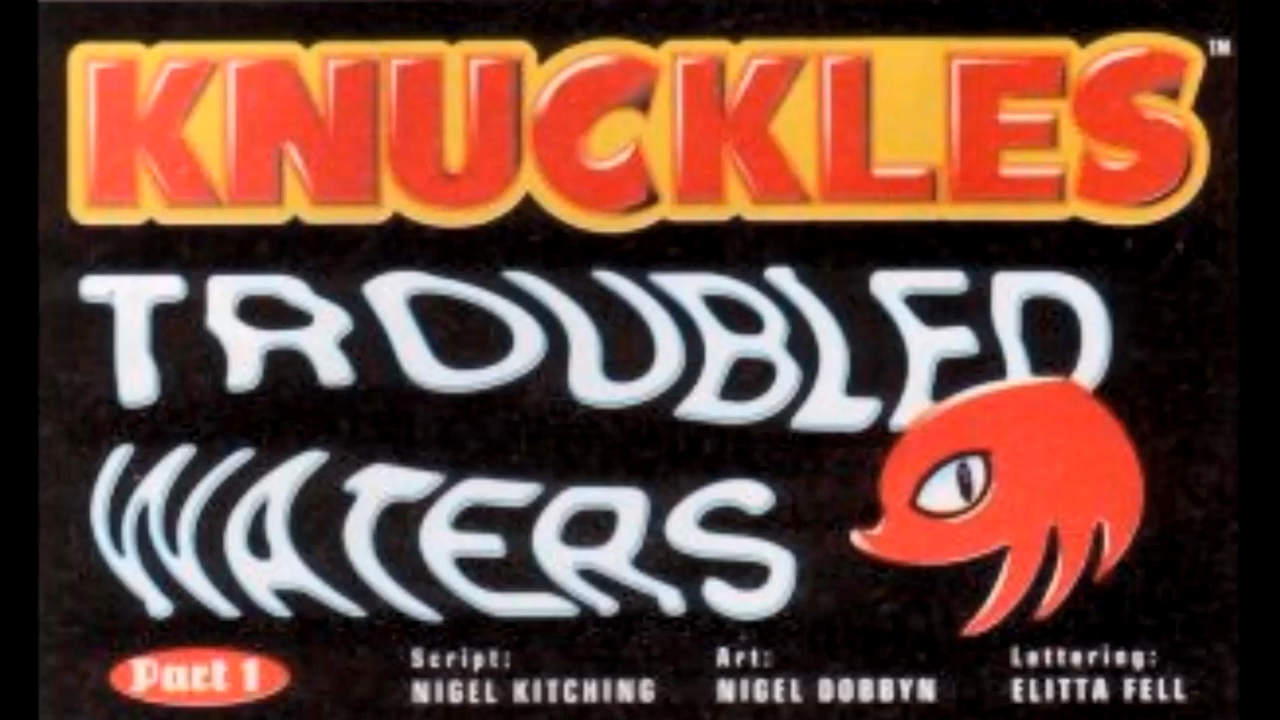 KNUCKLES™
TROUBLED
WATERS
Part 1
Script:
NIGEL KITCHING
Art:
NIGEL DOBBYN
Lettering:
ELITTA FELL